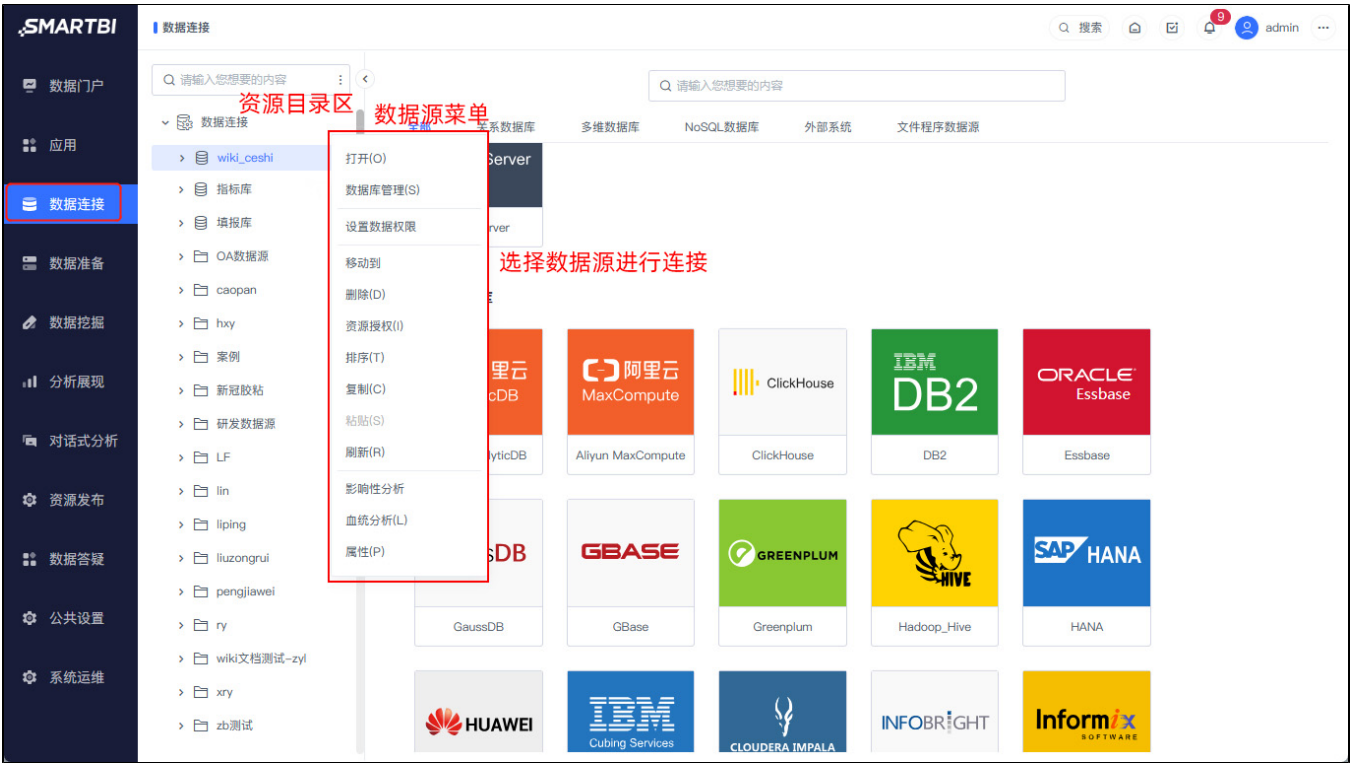 SMARTBI
数据连接
9
搜索
admin
数据门户
应用
数据连接
数据准备
数据挖掘
分析展现
对话式分析
资源发布
数据答疑
公共设置
系统运维
请输入您想要的内容
资源目录区
数据连接
wiki_ceshi
指标库
填报库
OA数据源
caopan
hxy
案例
新冠胶粘
研发数据源
LF
lin
liping
liuzongrui
pengjiawei
ry
wiki文档测试-zyl
xry
zb测试
数据源菜单
打开(O)
数据库管理(S)
设置数据权限
移动到
删除(D)
资源授权(I)
排序(T)
复制(C)
粘贴(S)
刷新(R)
影响性分析
血统分析(L)
属性(P)
请输入您想要的内容
全部 关系数据库 多维数据库 NoSQL数据库 外部系统 文件程序数据源
Server
rver
选择数据源进行连接
里云
cDB
lyticDB
阿里云
MaxCompute
Aliyun MaxCompute
ClickHouse
ClickHouse
IBM
DB2
DB2
ORACLE
Essbase
Essbase
sDB
GaussDB
GBASE
GBase
GREENPLUM
Greenplum
HIVE
Hadoop_Hive
SAP HANA
HANA
HUAWEI
IBM
Cubing Services
CLOUDERA IMPALA
INFOBRIGHT
Informix
SOFTWARE